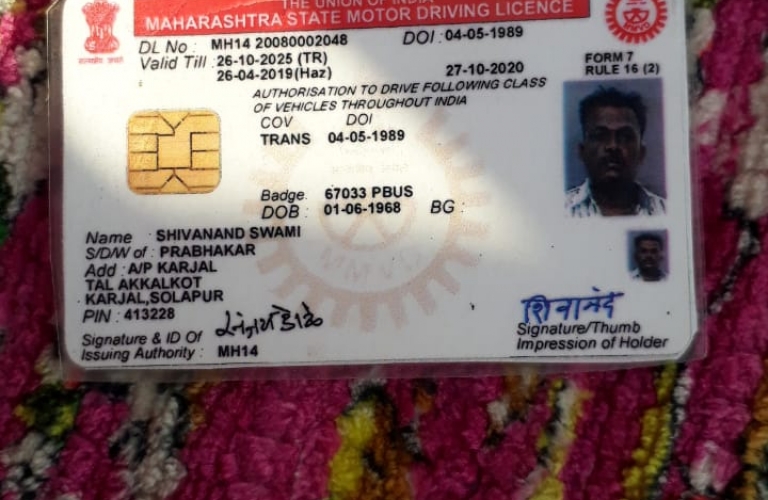 THE UNION OF INDIA
MAHARASHTRA STATE MOTOR DRIVING LICENCE
DL No : MH14 20080002048 DOI : 04-05-1989
Valid Till : 26-10-2025 (TR)
26-04-2019(Haz) 27-10-2020
FORM 7
RULE 16 (2)
AUTHORISATION TO DRIVE FOLLOWING CLASS
OF VEHICLES THROUGHOUT INDIA
COV DOI
TRANS 04-05-1989
Badge. 67033 PBUS
DOB : 01-06-1968 BG :
Name : SHIVANAND SWAMI
S/D/W of : PRABHAKAR
Add : A/P KARJAL
TAL AKKALKOT
KARJAL,SOLAPUR
PIN : 413228
Signature & ID Of
Issuing Authority : MH14
शिवानंद
Signature/Thumb
Impression of Holder